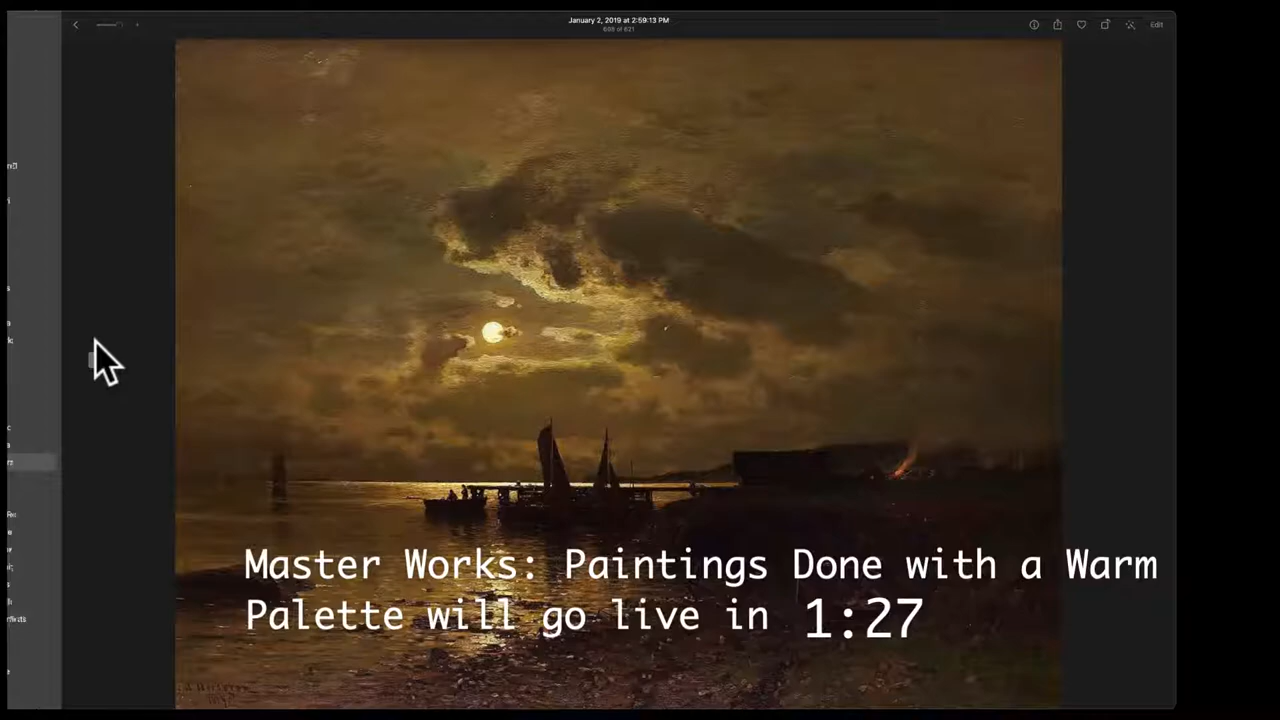 January 2, 2019 at 2:59:13 PM
Edit
Master Works: Paintings Done with a Warm
Palette will go live in 1:27